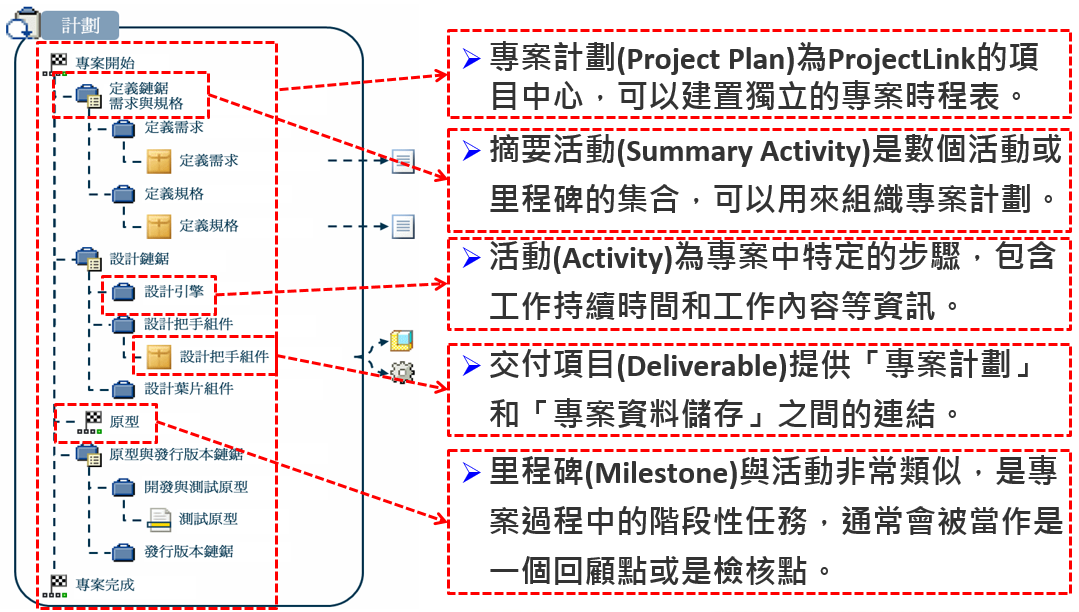 計劃
專案開始
定義鏈鋸
需求與規格
定義需求
定義需求
定義規格
定義規格
設計鏈鋸
設計引擎
設計把手組件
設計把手組件
設計葉片組件
原型
原型與發行版本鏈鋸
開發與測試原型
測試原型
發行版本鏈鋸
專案完成
專案計劃(Project Plan)為ProjectLink的項
目中心，可以建置獨立的專案時程表。
摘要活動(Summary Activity)是數個活動或
里程碑的集合，可以用來組織專案計劃。
活動(Activity)為專案中特定的步驟，包含
工作持續時間和工作內容等資訊。
交付項目(Deliverable)提供「專案計劃」
和「專案資料儲存」之間的連結。
里程碑(Milestone)與活動非常類似，是專
案過程中的階段性任務，通常會被當作是
一個回顧點或是檢核點。